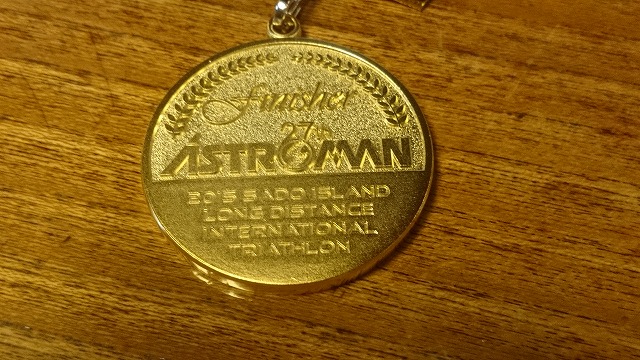 Finisher
27th
ASTROMAN
2015 SADO ISLAND
LONG DISTANCE
INTERNATIONAL
TRIATHLON